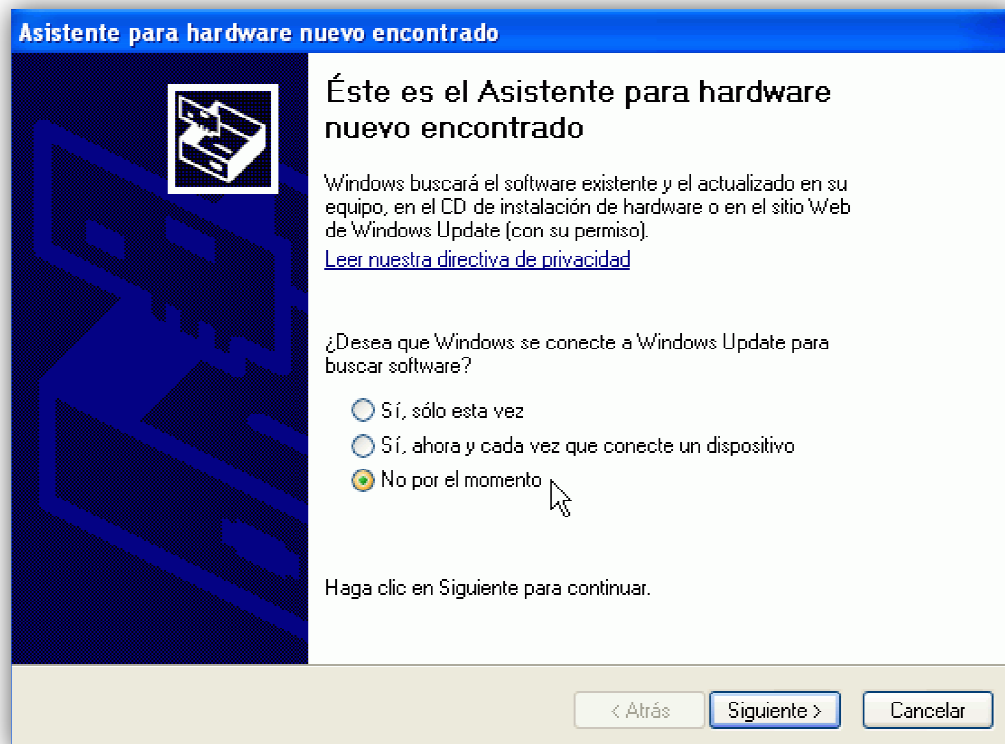 Asistente para hardware nuevo encontrado
Éste es el Asistente para hardware
nuevo encontrado
Windows buscará el software existente y el actualizado en su
equipo, en el CD de instalación de hardware o en el sitio Web
de Windows Update (con su permiso).
Leer nuestra directiva de privacidad
¿Desea que Windows se conecte a Windows Update para
buscar software?
Sí, sólo esta vez
Sí, ahora y cada vez que conecte un dispositivo
No por el momento
Haga clic en Siguiente para continuar.
< Atrás Siguiente > Cancelar